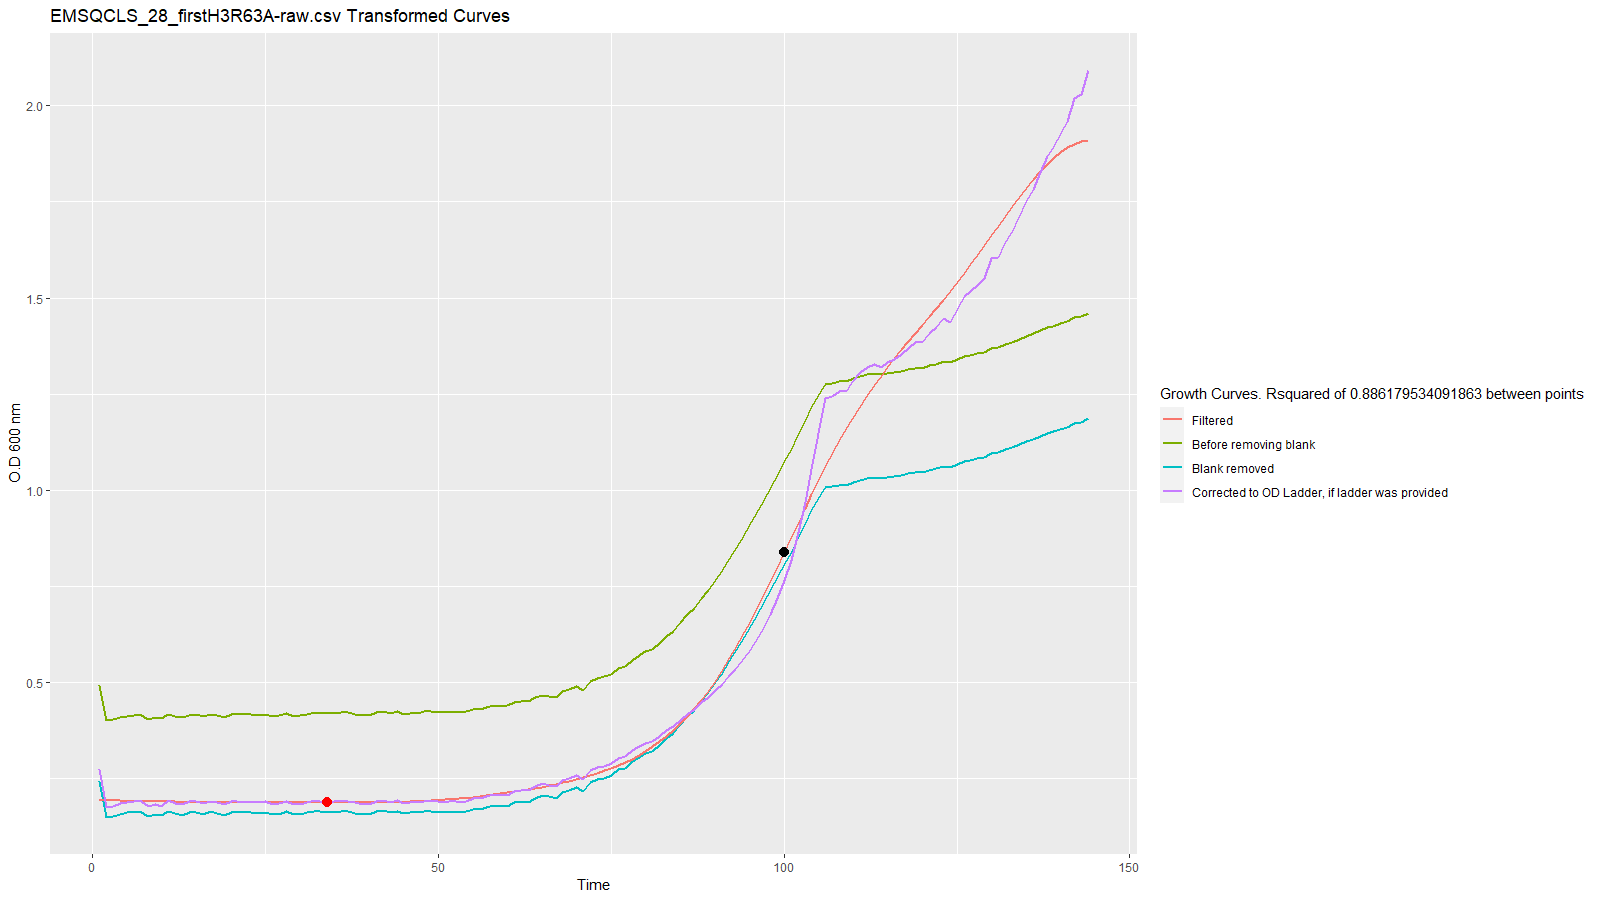 EMSQCLS_28_firstH3R63A-raw.csv Transformed Curves
2.0
1.5
1.0
0.5
O.D 600 nm
0
50
100
150
Time
Growth Curves. Rsquared of 0.886179534091863 between points
Filtered
Before removing blank
Blank removed
Corrected to OD Ladder, if ladder was provided